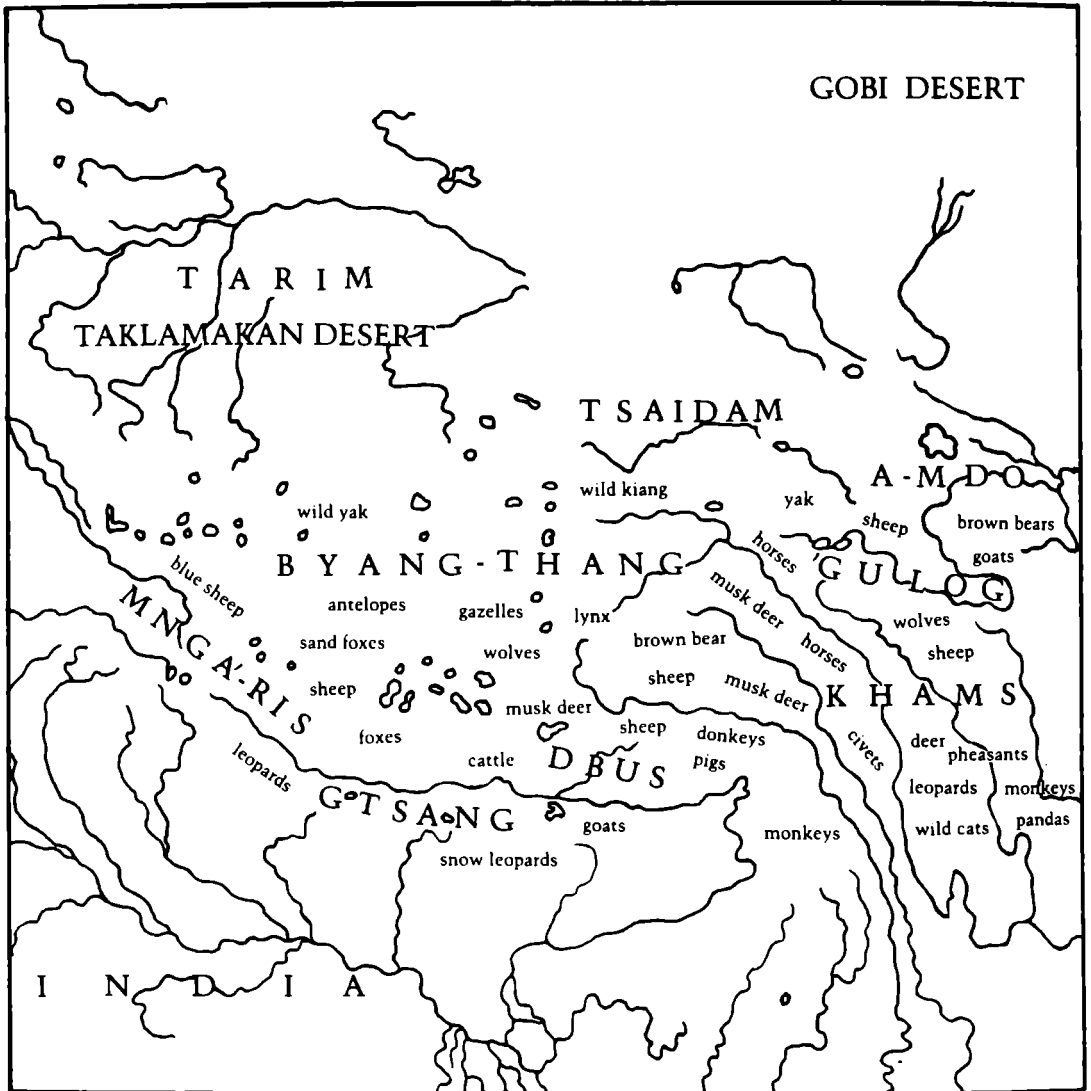 GOBI DESERT
TARIM
TAKLAMAKAN DESERT
TSAIDAM
A-MDO
wild kiang
yak
wild yak
sheep
brown bears
horses
goats
BYANG-THANG
'GULOG
blue sheep
musk deer
antelopes
gazelles
lynx
wolves
MNGA'-RIS
sand foxes
brown bear
horses
wolves
sheep
sheep
sheep
musk deer
KHAMS
musk deer
foxes
sheep
donkeys
civets
deer
pheasants
leopards
cattle
DBUS
pigs
leopards
monkeys
GTSANG
goats
monkeys
wild cats
pandas
snow leopards
INDIA